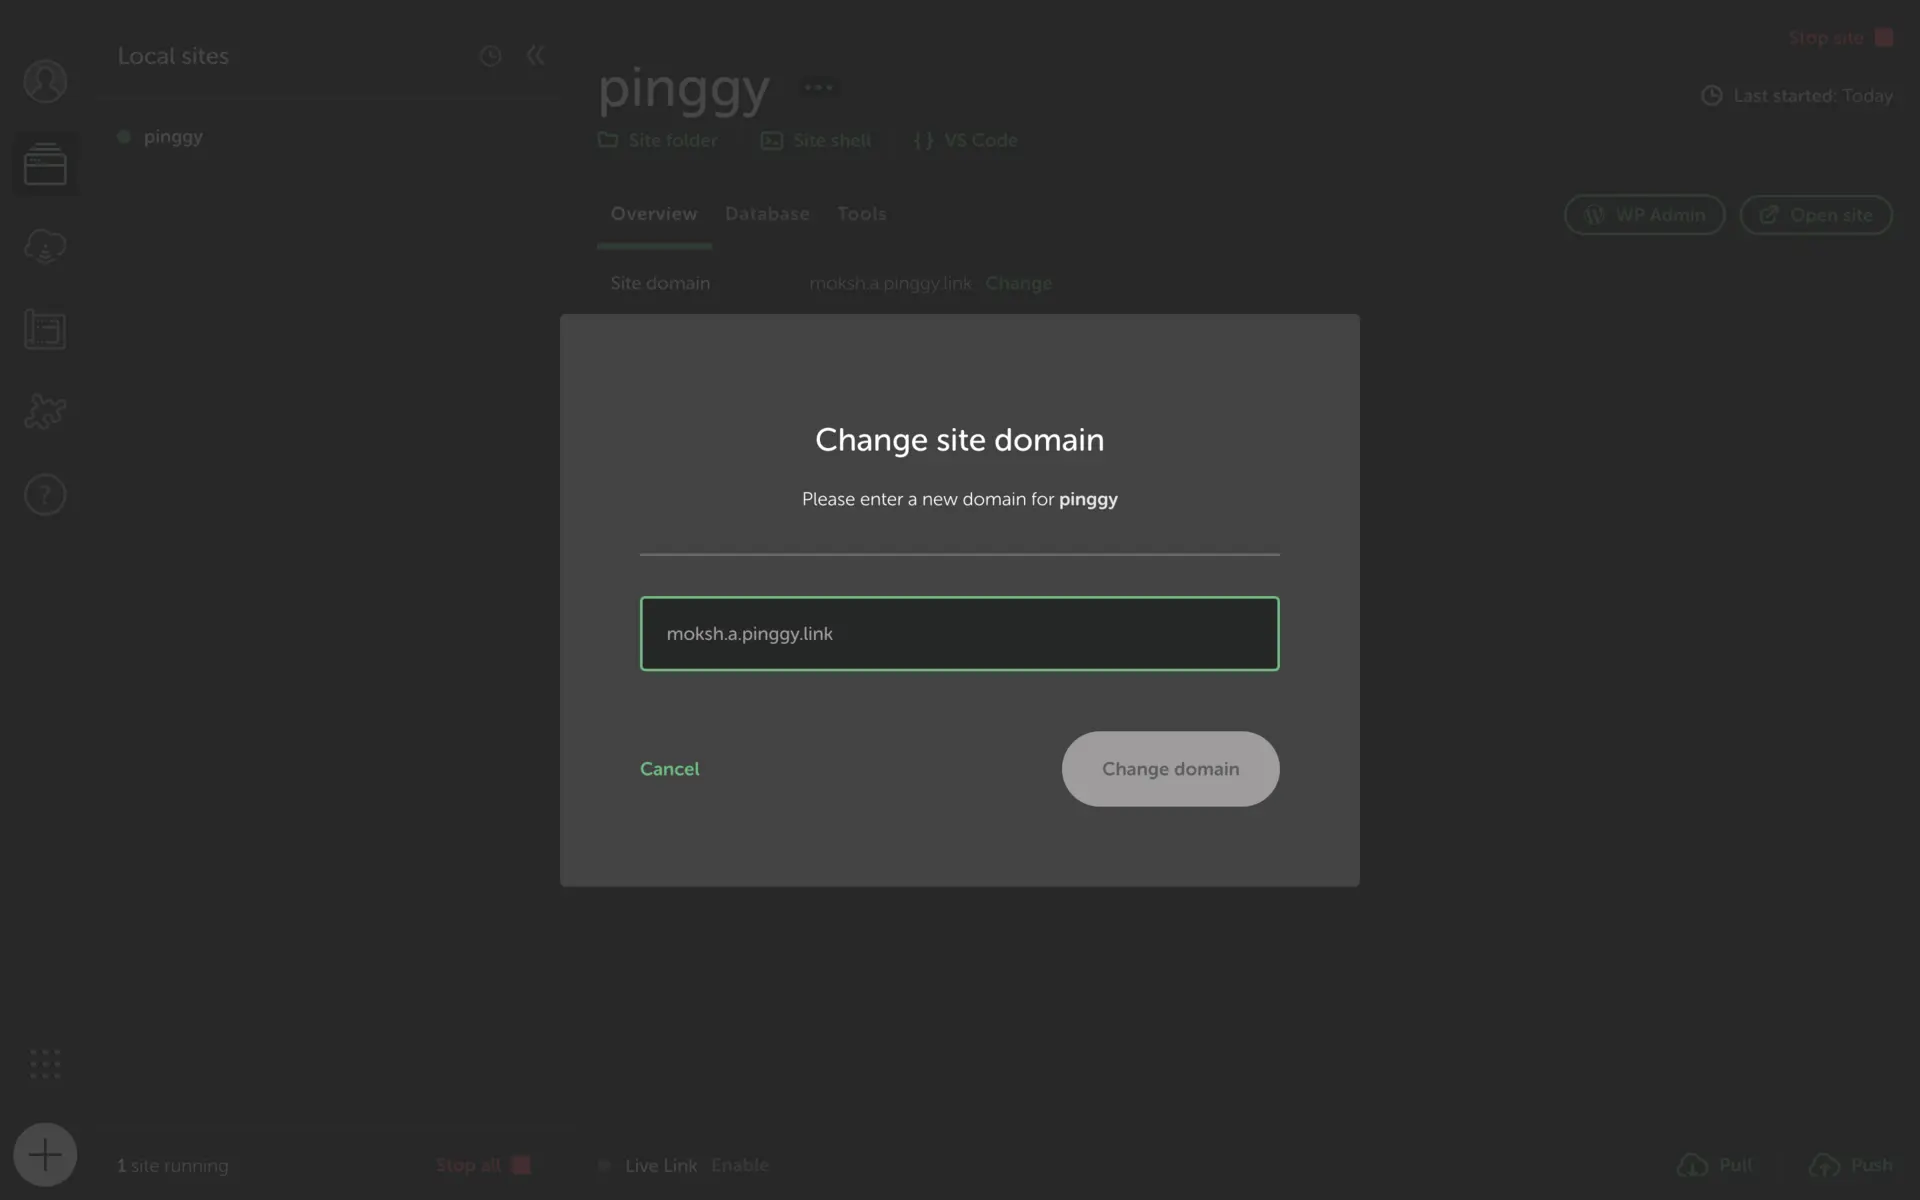 Local sites
pinggy
1 site running
Stop all
pinggy
Stop site
Last started: Today
Site folder
Site shell
VS Code
Overview
Database
Tools
WP Admin
Open site
Site domain
moksh.a.pinggy.link
Change
Change site domain
Please enter a new domain for pinggy
moksh.a.pinggy.link
Cancel
Change domain
Live Link
Enable
Pull
Push